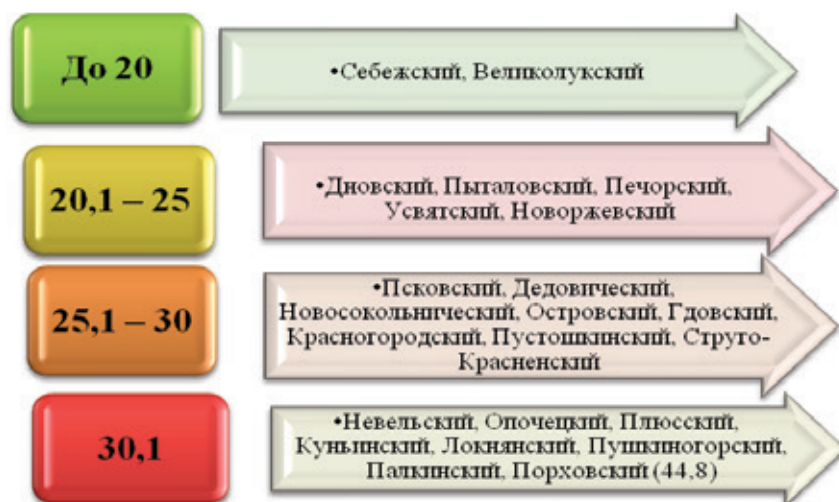 До 20
•Себежский, Великолукский
20,1 – 25
•Дновский, Пыталовский, Печорский,
Усвятский, Новоржевский
25,1 – 30
•Псковский, Дедовический,
Новосокольнический, Островский, Гдовский,
Красногородский, Пустошкинский, Струго-
Красненский
30,1
•Невельский, Опочецкий, Плюсский,
Куньинский, Локнянский, Пушкиногорский,
Палкинский, Порховский (44,8)